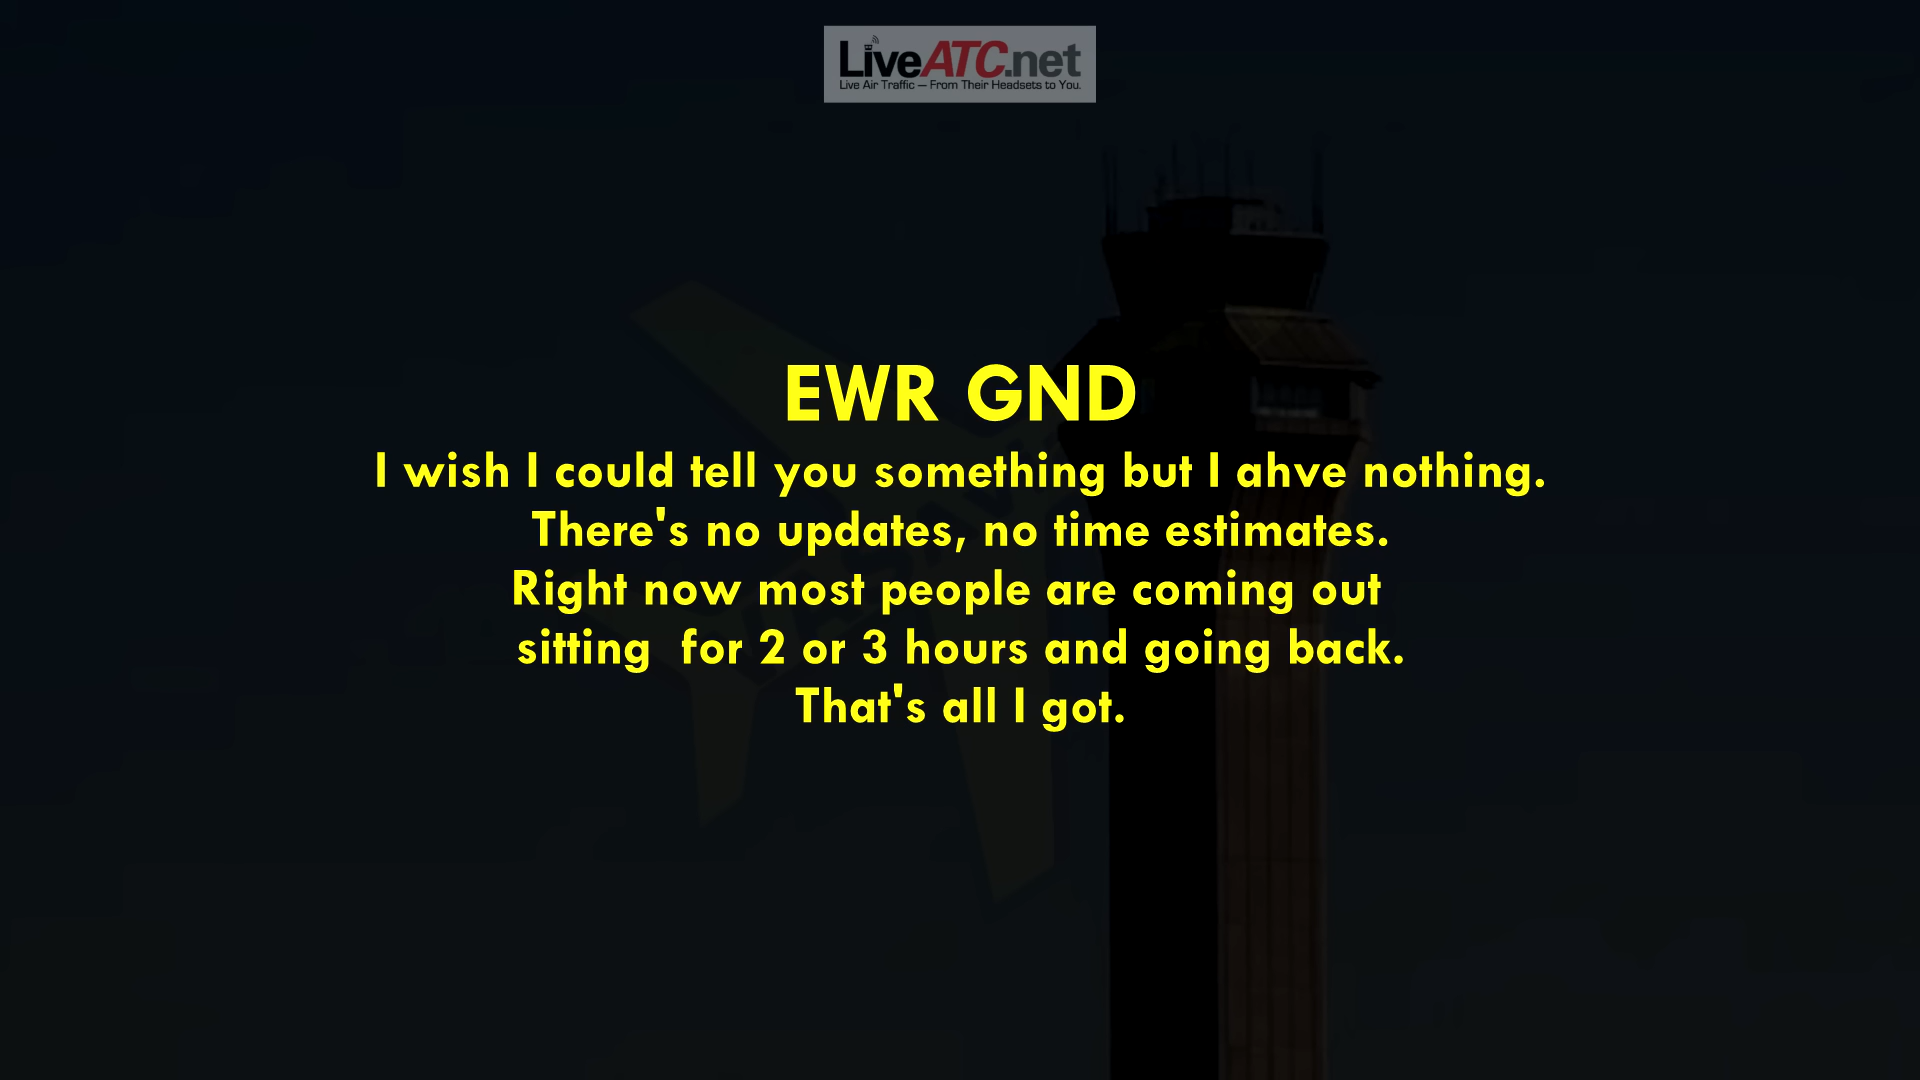 LiveATC.net
Live Air Traffic — From Their Headsets to You.
EWR GND
I wish I could tell you something but I ahve nothing.
There's no updates, no time estimates.
Right now most people are coming out
sitting  for 2 or 3 hours and going back.
That's all I got.